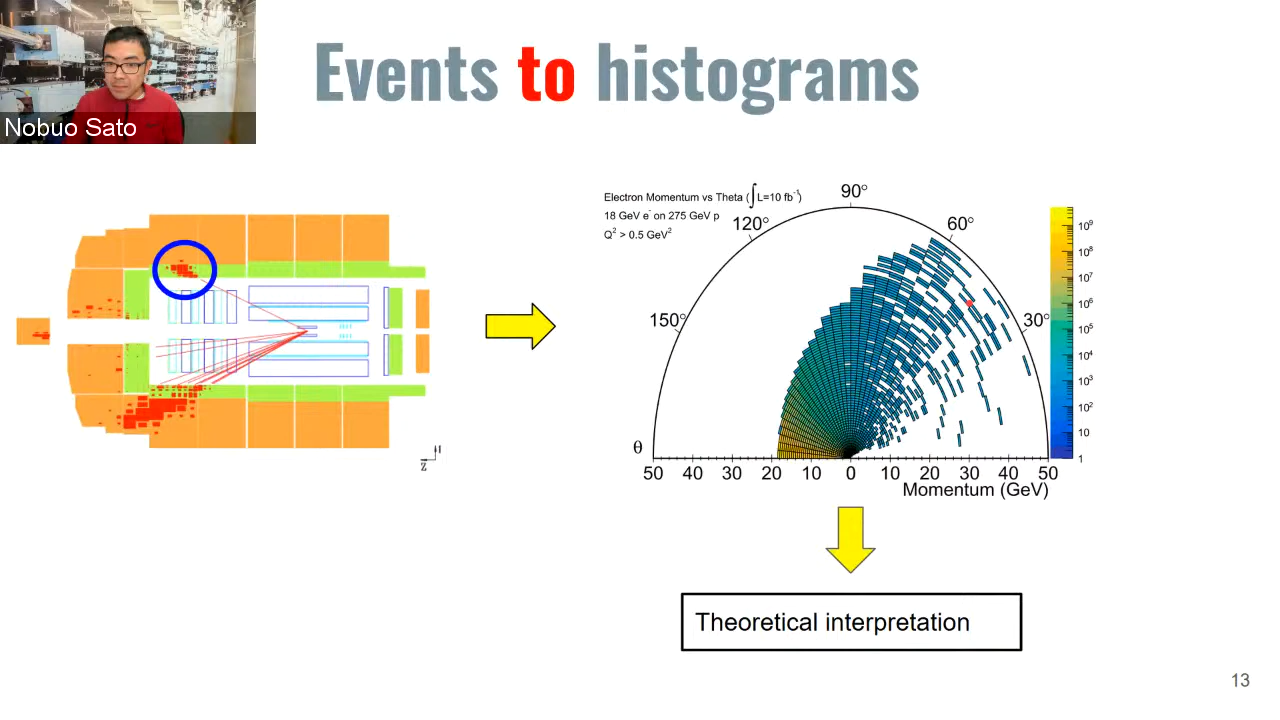 Events to histograms
Nobuo Sato
Electron Momentum vs Theta (∫L=10 fb⁻¹)
18 GeV e⁻ on 275 GeV p
Q² > 0.5 GeV²
90°
120°
60°
150°
30°
θ
50 40 30 20 10 0 10 20 30 40 50
Momentum (GeV)
10⁹
10⁸
10⁷
10⁶
10⁵
10⁴
10³
10²
10
1
Z
Theoretical interpretation
13